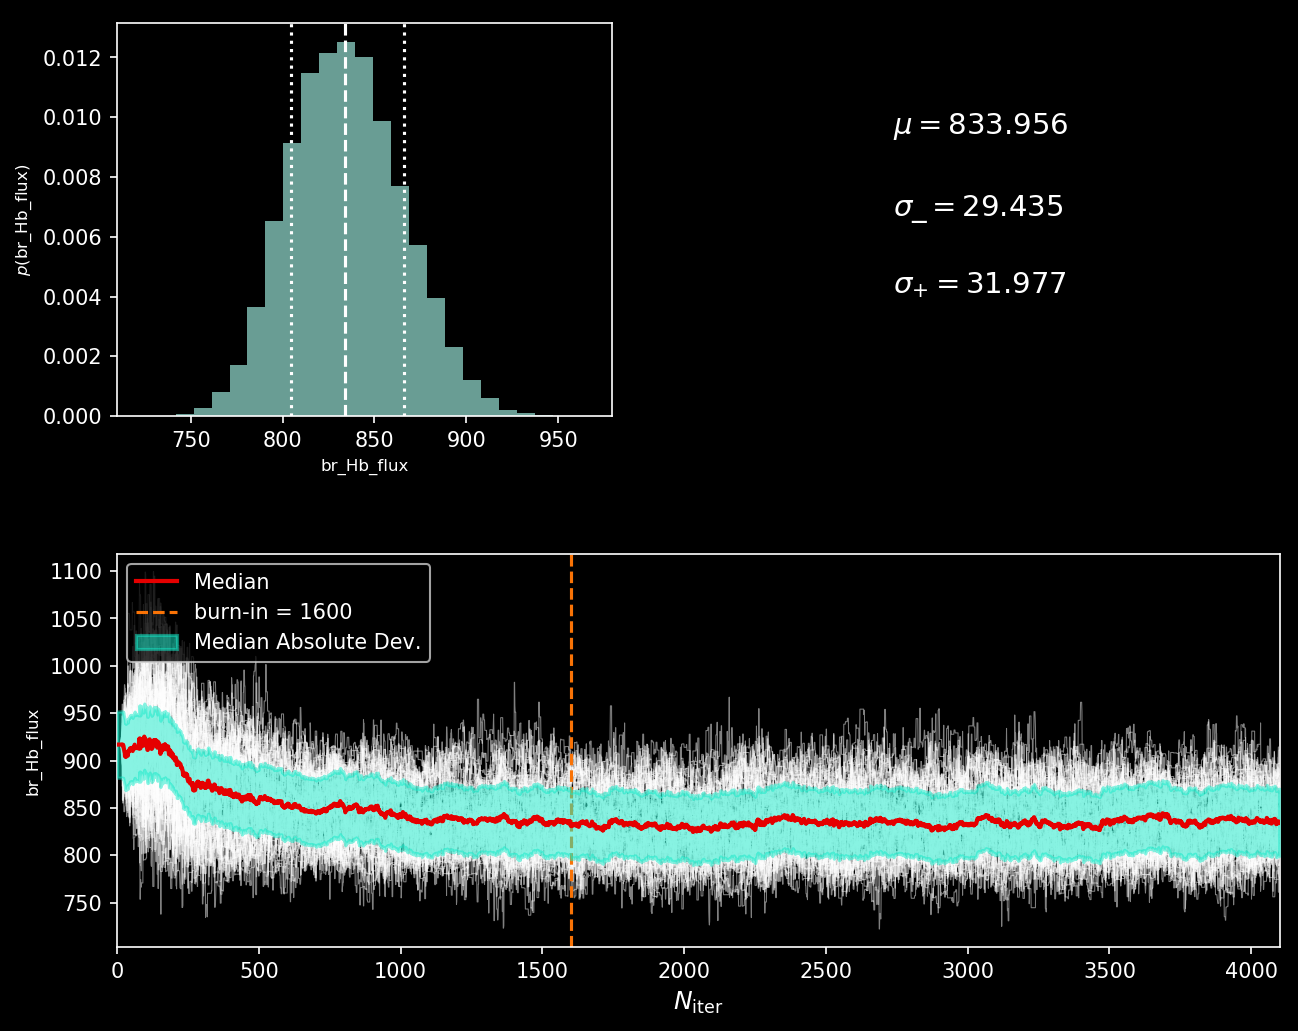 0.012
0.010
0.008
0.006
0.004
0.002
0.000
p(br_Hb_flux)
750 800 850 900 950
br_Hb_flux
μ = 833.956
σ_ = 29.435
σ+ = 31.977
1100
1050
1000
950
900
850
800
750
br_Hb_flux
Median
burn-in = 1600
Median Absolute Dev.
0 500 1000 1500 2000 2500 3000 3500 4000
Niter